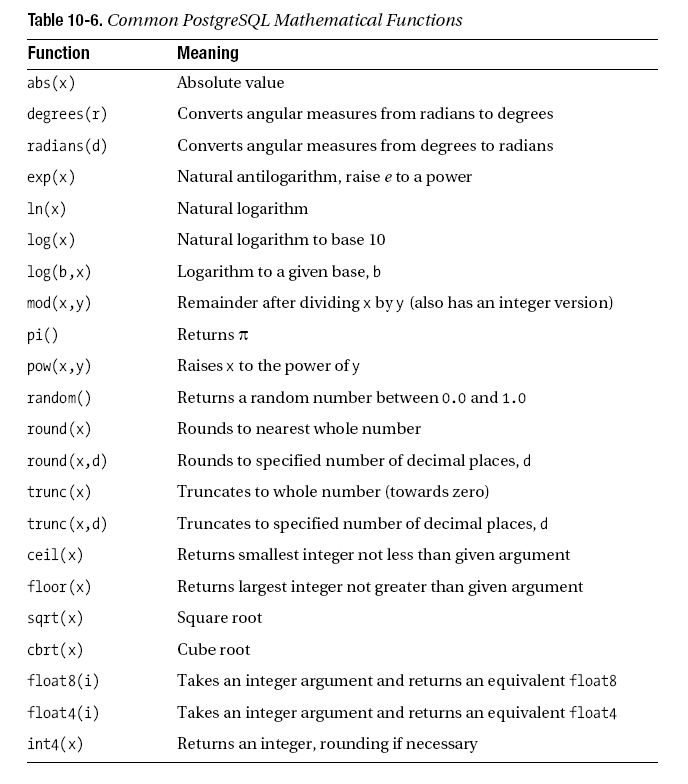 Table 10-6. Common PostgreSQL Mathematical Functions
Function Meaning
abs(x) Absolute value
degrees(r) Converts angular measures from radians to degrees
radians(d) Converts angular measures from degrees to radians
exp(x) Natural antilogarithm, raise e to a power
ln(x) Natural logarithm
log(x) Natural logarithm to base 10
log(b,x) Logarithm to a given base, b
mod(x,y) Remainder after dividing x by y (also has an integer version)
pi() Returns π
pow(x,y) Raises x to the power of y
random() Returns a random number between 0.0 and 1.0
round(x) Rounds to nearest whole number
round(x,d) Rounds to specified number of decimal places, d
trunc(x) Truncates to whole number (towards zero)
trunc(x,d) Truncates to specified number of decimal places, d
ceil(x) Returns smallest integer not less than given argument
floor(x) Returns largest integer not greater than given argument
sqrt(x) Square root
cbrt(x) Cube root
float8(i) Takes an integer argument and returns an equivalent float8
float4(i) Takes an integer argument and returns an equivalent float4
int4(x) Returns an integer, rounding if necessary